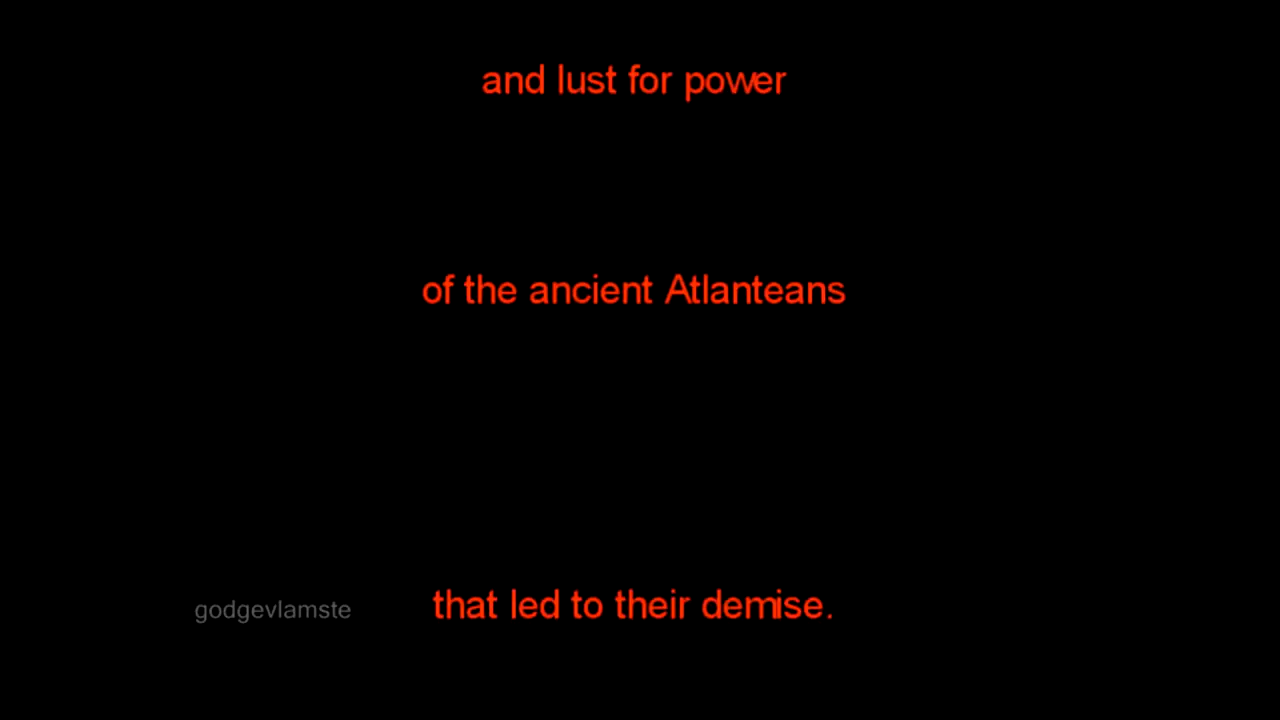 and lust for power
of the ancient Atlanteans
godgevlamste
that led to their demise.